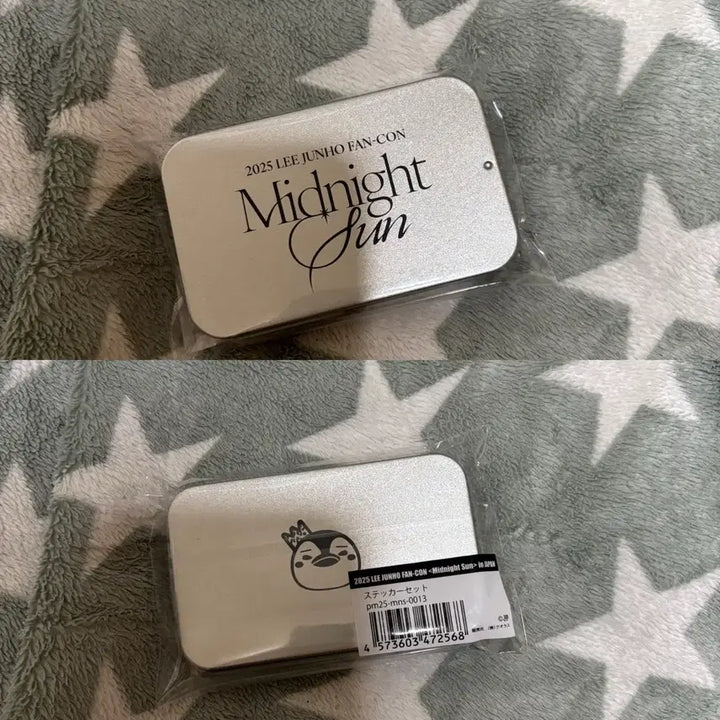 2025 LEE JUNHO FAN-CON
Midnight
Sun
2025 LEE JUNHO FAN-CON <Midnight Sun> in JAPAN
ステッカーセット
pm25-mns-0013
4 573603 472568